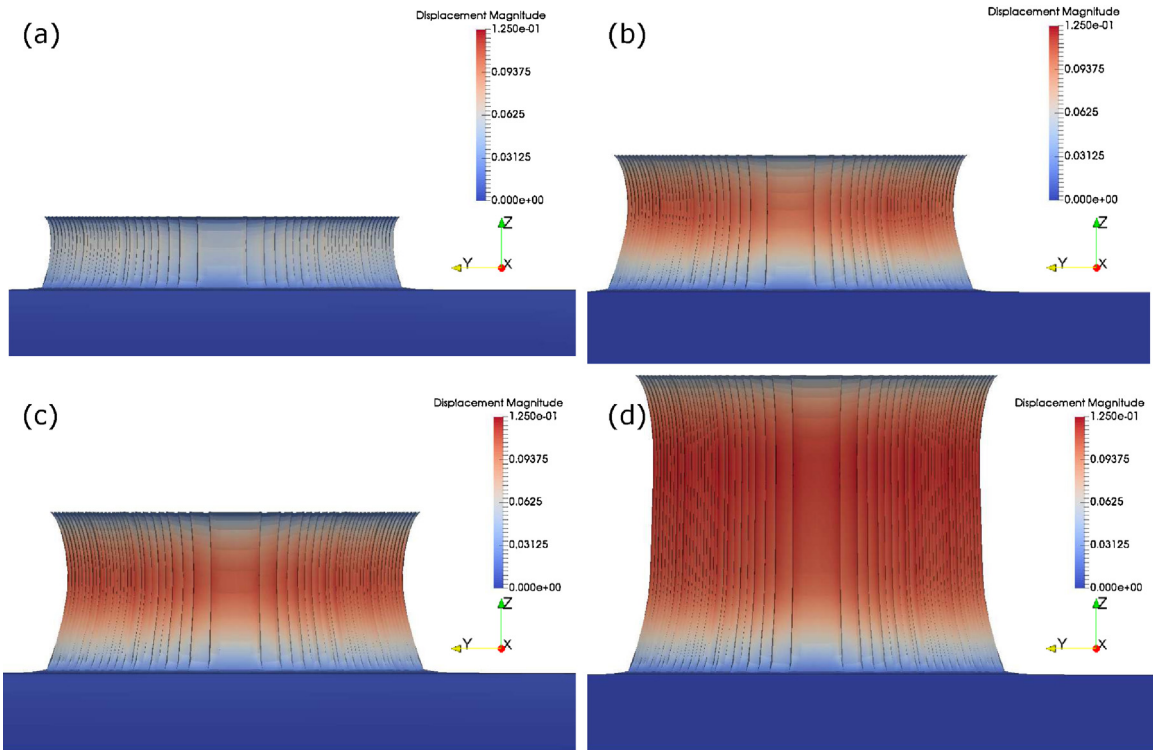 (a)
Displacement Magnitude
1.250e-01
0.09375
0.0625
0.03125
0.000e+00
Z
Y
X
(b)
Displacement Magnitude
1.250e-01
0.09375
0.0625
0.03125
0.000e+00
Z
Y
X
(c)
Displacement Magnitude
1.250e-01
0.09375
0.0625
0.03125
0.000e+00
Z
Y
X
(d)
Displacement Magnitude
1.250e-01
0.09375
0.0625
0.03125
0.000e+00
Z
Y
X